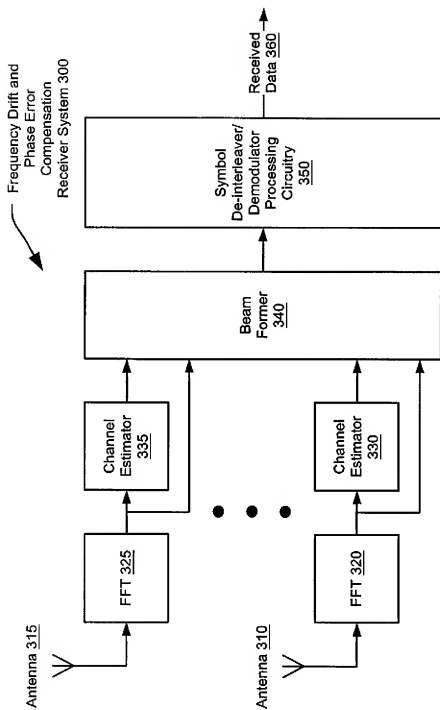 Frequency Drift and
Phase Error
Compensation
Receiver System 300
Antenna 315
FFT 325
Channel
Estimator
335
Antenna 310
FFT 320
Channel
Estimator
330
Beam
Former
340
Symbol
De-interleaver/
Demodulator
Processing
Circuitry
350
Received
Data 360